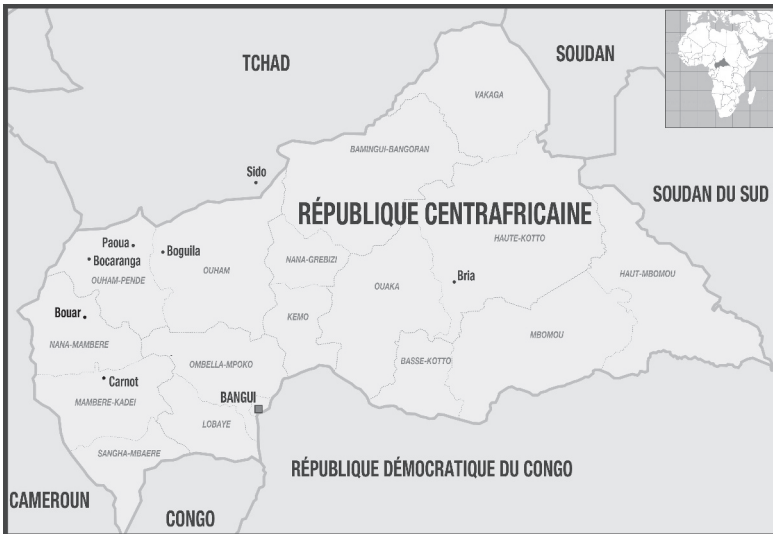 TCHAD
SOUDAN
VAKAGA
BAMINGUI-BANGORAN
Sido
SOUDAN DU SUD
RÉPUBLIQUE CENTRAFRICAINE
HAUTE-KOTTO
Paoua
Boguila
Bocaranga
OUHAM
NANA-GREBIZI
HAUT-MBOMOU
OUHAM-PENDE
Bria
OUAKA
Bouar
KEMO
MBOMOU
NANA-MAMBERE
BASSE-KOTTO
OMBELLA-MPOKO
Carnot
BANGUI
MAMBERE-KADEI
LOBAYE
SANGHA-MBAERE
RÉPUBLIQUE DÉMOCRATIQUE DU CONGO
CAMEROUN
CONGO